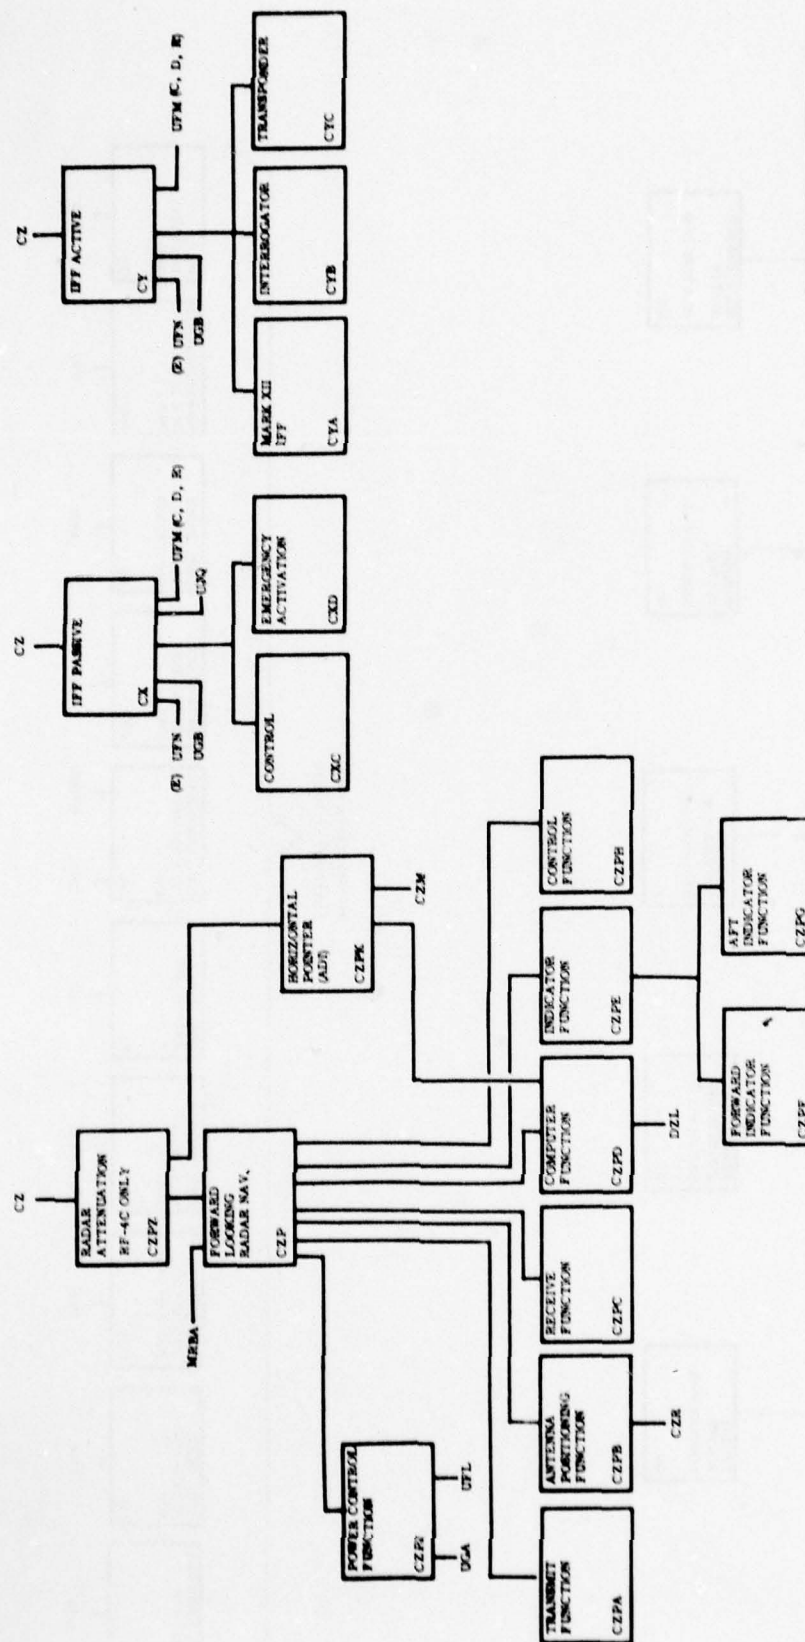 CZ
RADAR
ATTENUATION
RF-4C ONLY
CZPZ
MRBA
FORWARD
LOOKING
RADAR NAV.
CZP
HORIZONTAL
POINTER
(ADI)
CZPK
CZM
POWER CONTROL
FUNCTION
UGA
UFL
TRANSMIT
FUNCTION
CZPA
ANTENNA
POSITIONING
FUNCTION
CZPB
CZR
RECEIVE
FUNCTION
CZPC
COMPUTER
FUNCTION
CZPD
DZL
INDICATOR
FUNCTION
CZPE
CONTROL
FUNCTION
CZPH
FORWARD
INDICATOR
FUNCTION
CZPF
AFT
INDICATOR
FUNCTION
CZPG
CZ
IFF PASSIVE
CX
(E) UFN
UGB
UFM (C, D, R)
CONTROL
CXC
EMERGENCY
ACTIVATION
CXD
CZ
IFF ACTIVE
CY
(E) UFN
UGB
UFM (C, D, R)
MARK XII
IFF
CYA
INTERROGATOR
CYB
TRANSPONDER
CYC